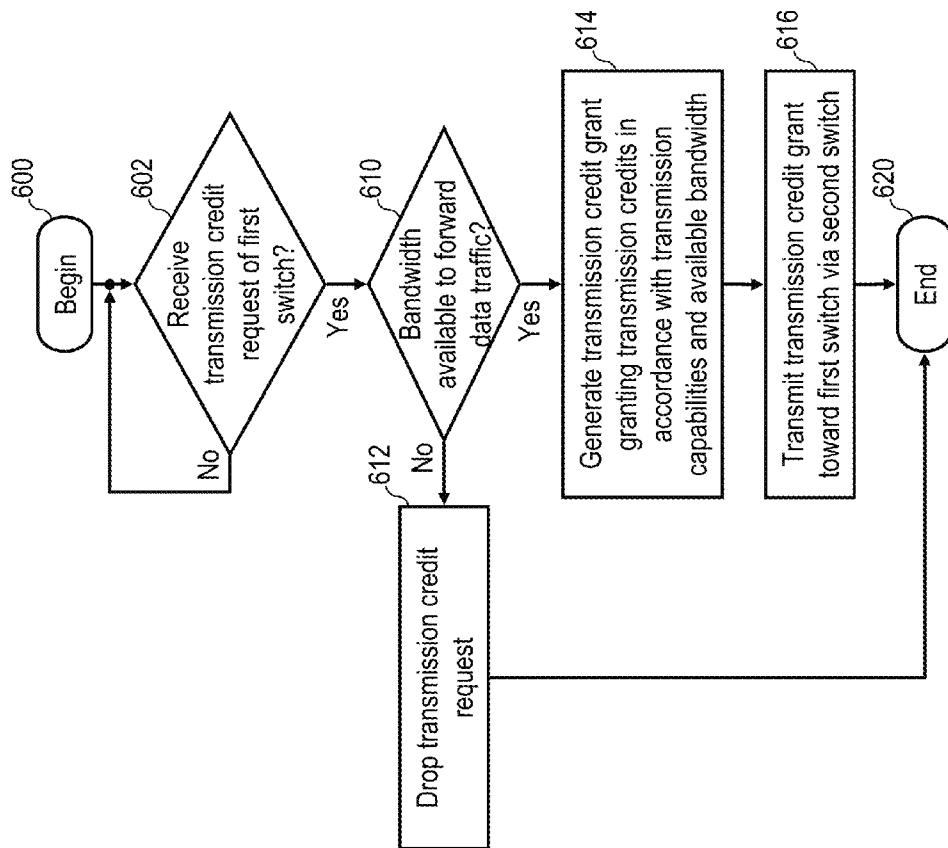 600
Begin
602
Receive
transmission credit
request of first
switch?
No
Yes
610
Bandwidth
available to forward
data traffic?
No
Yes
612
Drop transmission credit
request
614
Generate transmission credit grant
granting transmission credits in
accordance with transmission
capabilities and available bandwidth
616
Transmit transmission credit grant
toward first switch via second switch
620
End